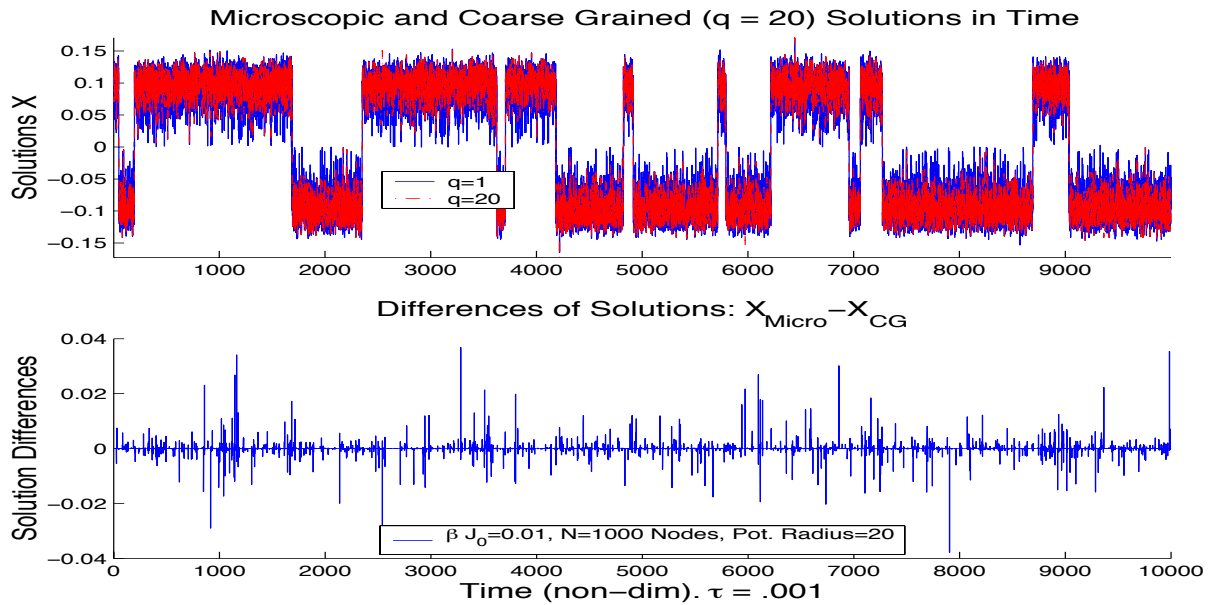 Microscopic and Coarse Grained (q = 20) Solutions in Time
Solutions X
0.15
0.1
0.05
0
−0.05
−0.1
−0.15
q=1
q=20
1000 2000 3000 4000 5000 6000 7000 8000 9000
Differences of Solutions: X_Micro−X_CG
Solution Differences
0.04
0.02
0
−0.02
−0.04
β J_0=0.01, N=1000 Nodes, Pot. Radius=20
0 1000 2000 3000 4000 5000 6000 7000 8000 9000 10000
Time (non−dim). τ = .001